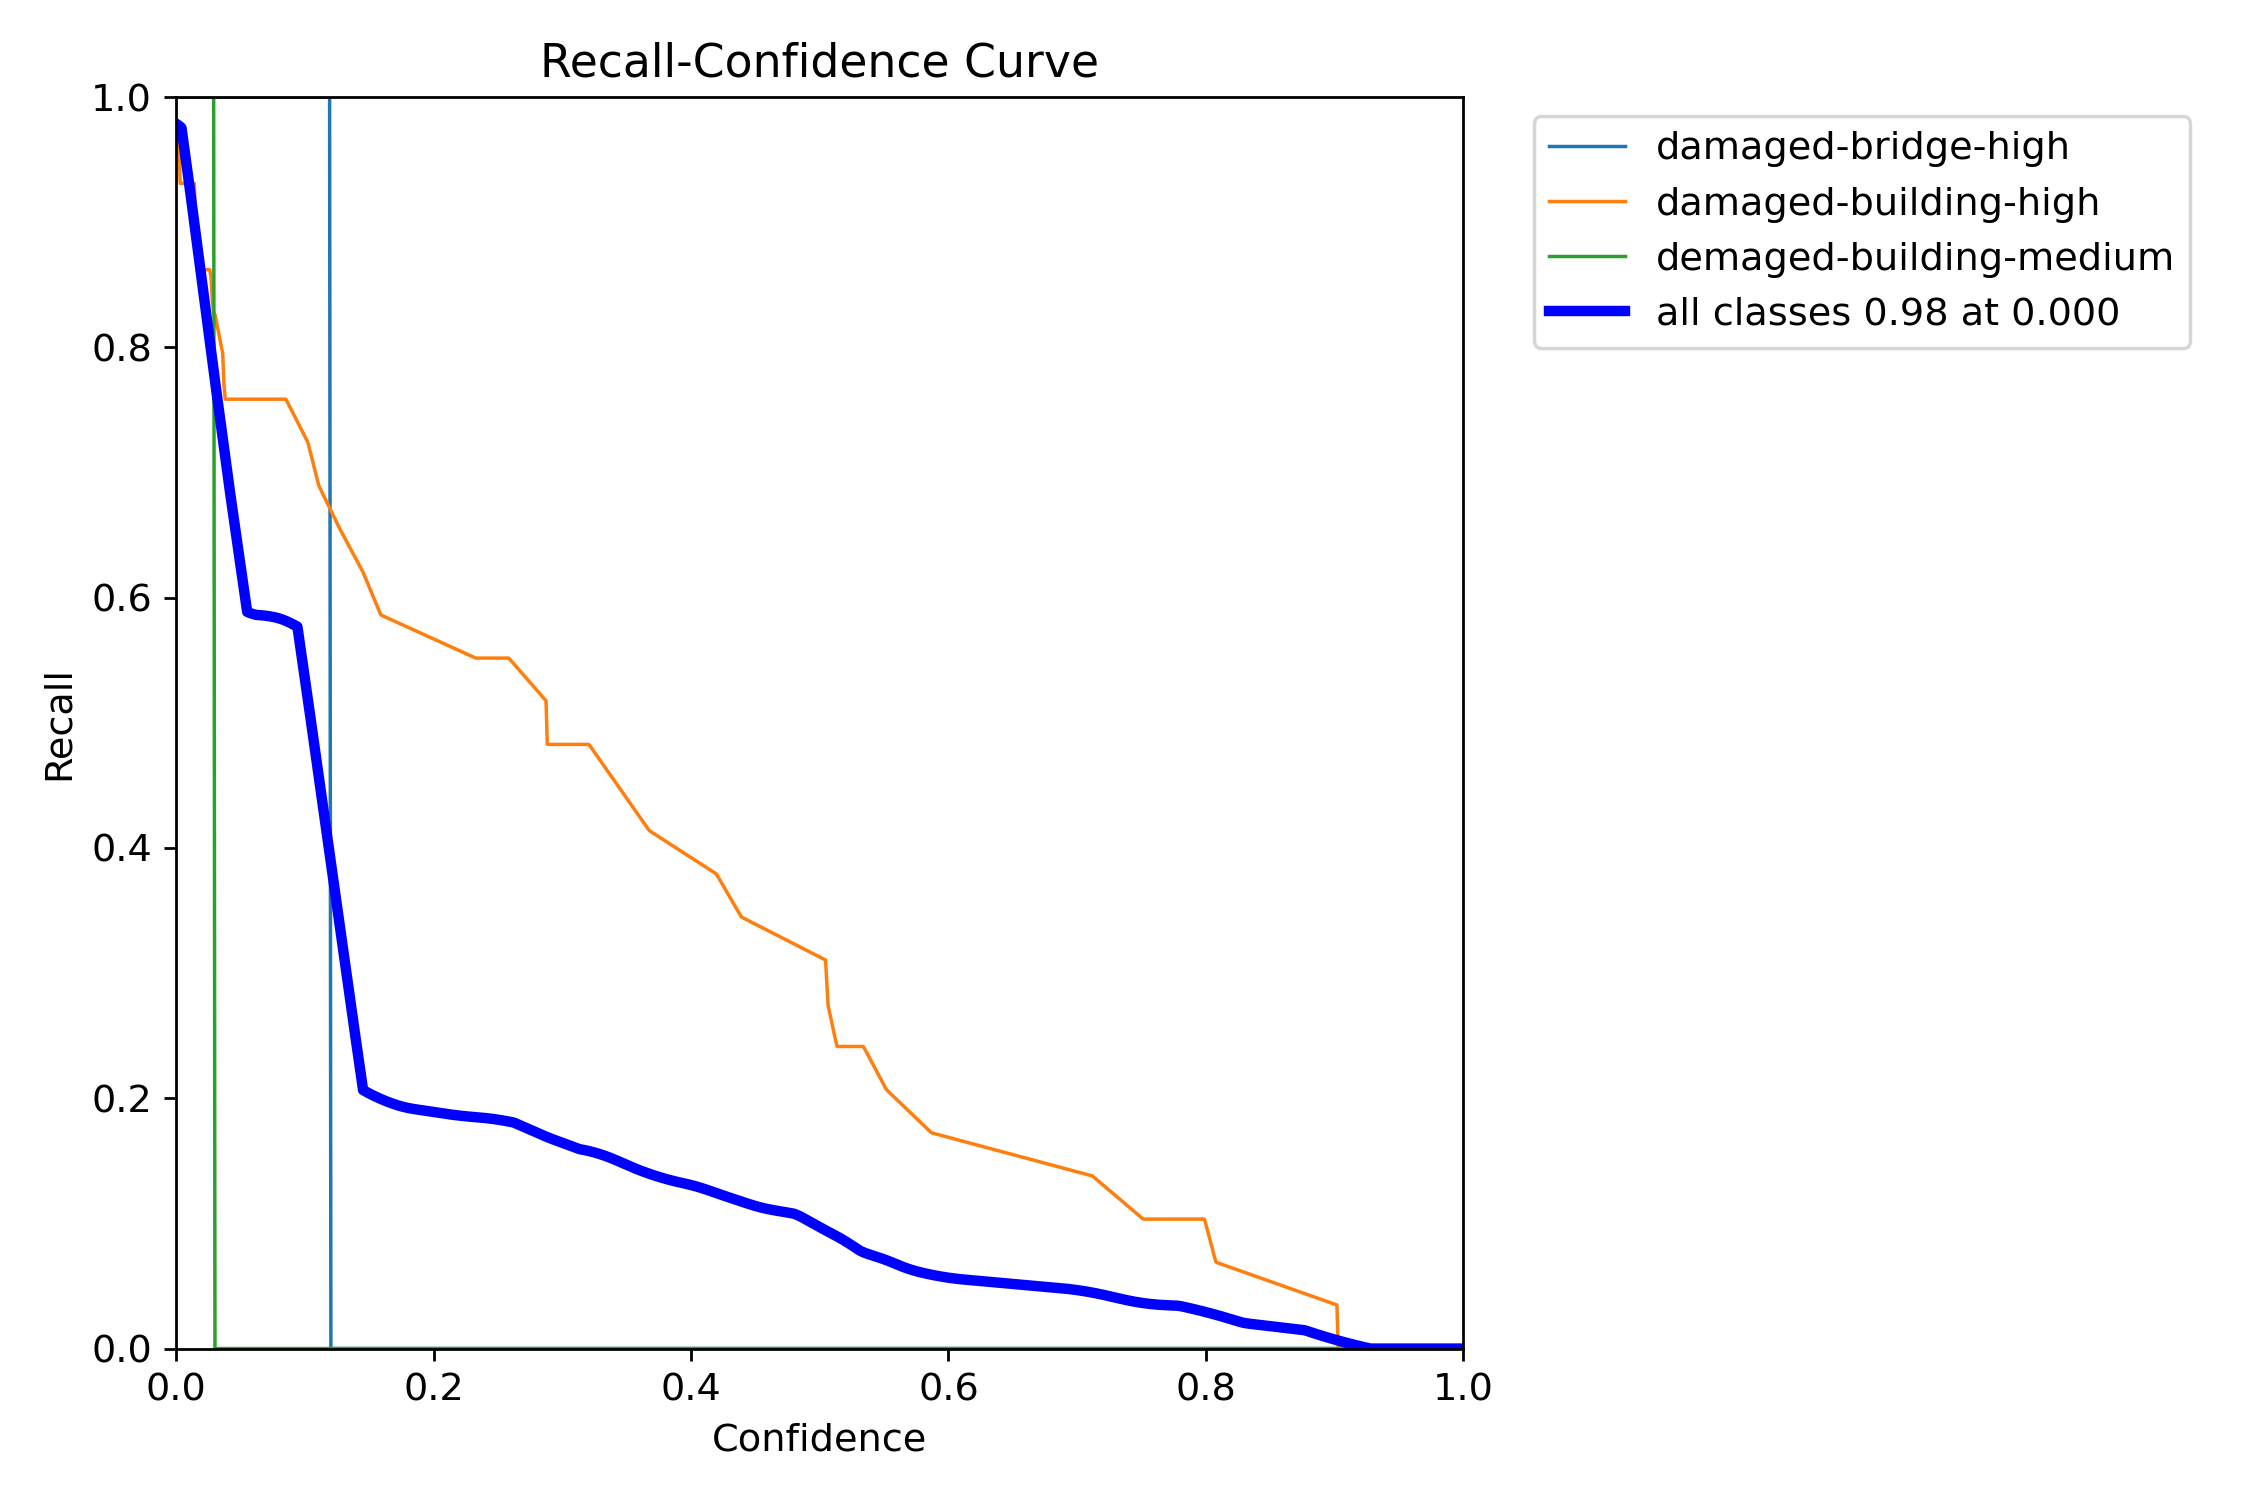 Recall-Confidence Curve
1.0
0.8
0.6
0.4
0.2
0.0
Recall
0.0 0.2 0.4 0.6 0.8 1.0
Confidence
damaged-bridge-high
damaged-building-high
demaged-building-medium
all classes 0.98 at 0.000